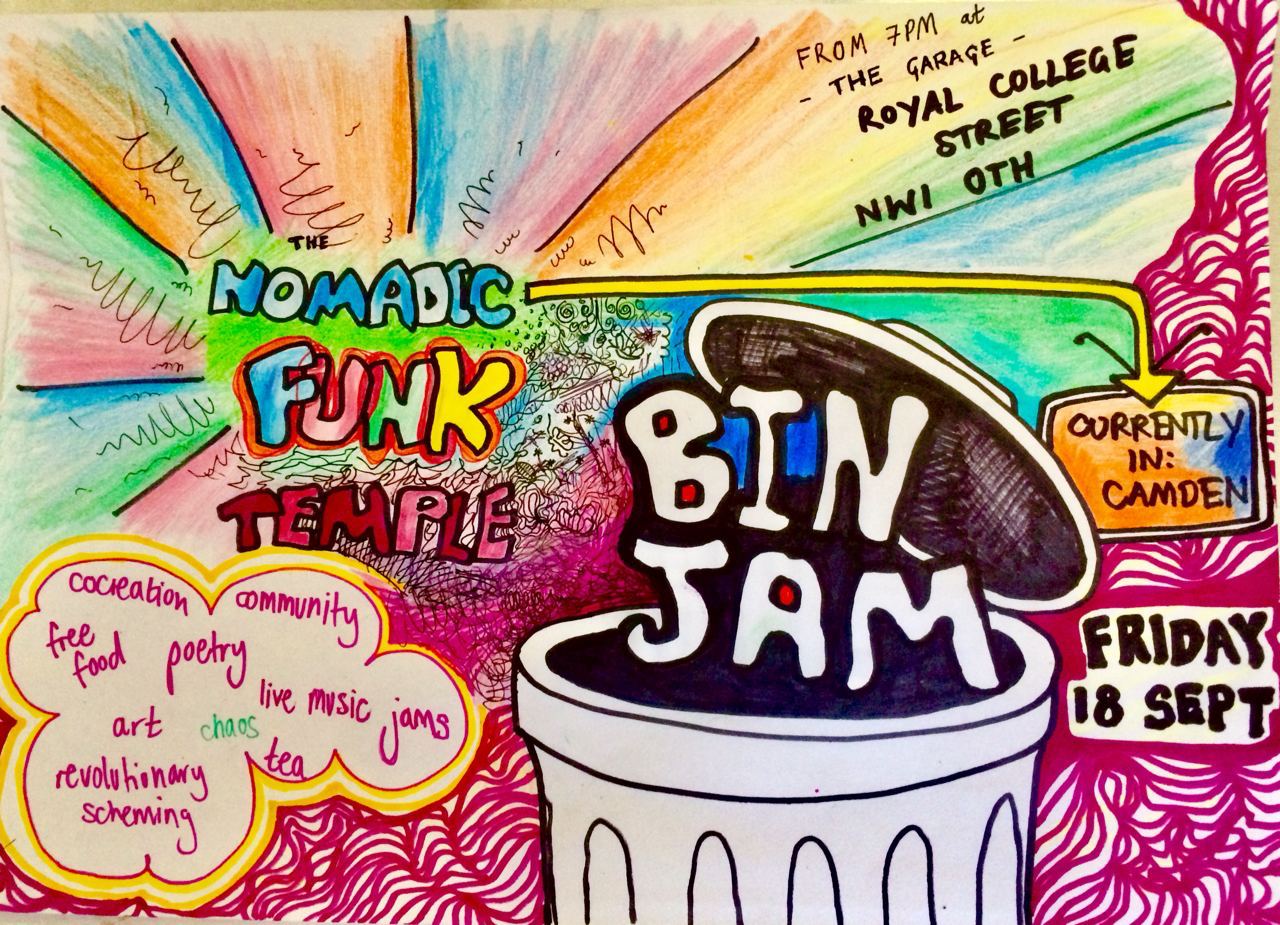 FROM 7PM at
- THE GARAGE -
ROYAL COLLEGE
STREET
NW1 0TH
THE
NOMADIC
FUNK
TEMPLE
BIN
JAM
CURRENTLY
IN:
CAMDEN
FRIDAY
18 SEPT
cocreation community
free
food poetry
live music jams
art chaos
tea
revolutionary
scheming